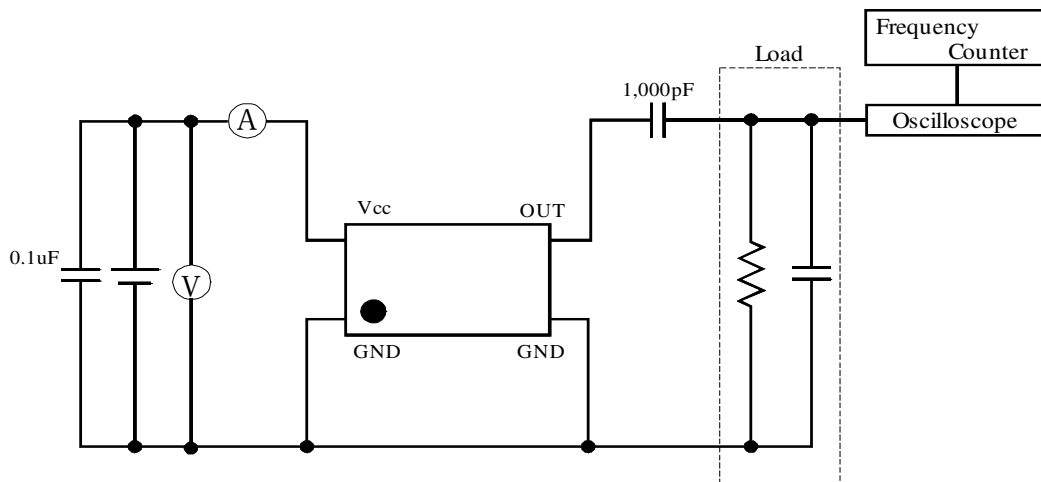 Frequency
Counter
Load
1,000pF
A
Oscilloscope
Vcc
OUT
0.1uF
V
GND
GND